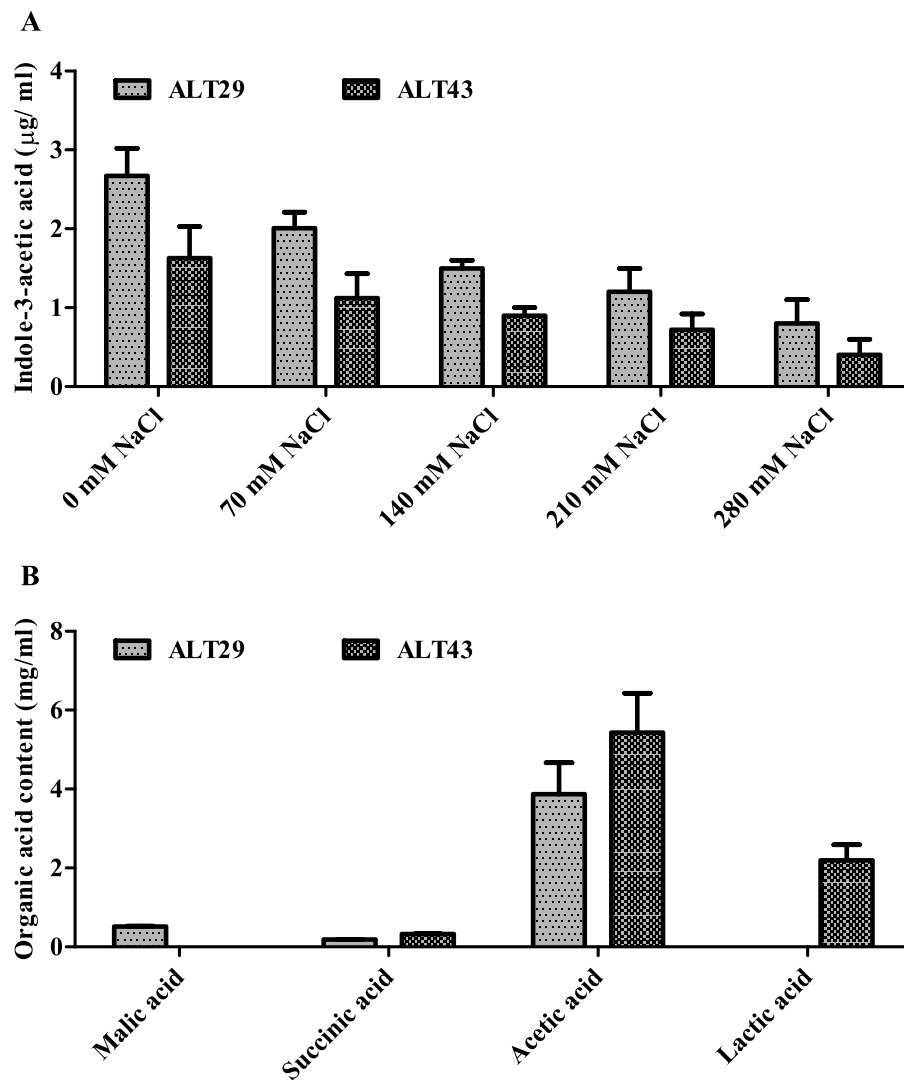 A
Indole-3-acetic acid (μg/ ml)
4
3
2
1
0
ALT29
ALT43
0 mM NaCl
70 mM NaCl
140 mM NaCl
210 mM NaCl
280 mM NaCl
B
Organic acid content (mg/ml)
8
6
4
2
0
ALT29
ALT43
Malic acid
Succinic acid
Acetic acid
Lactic acid